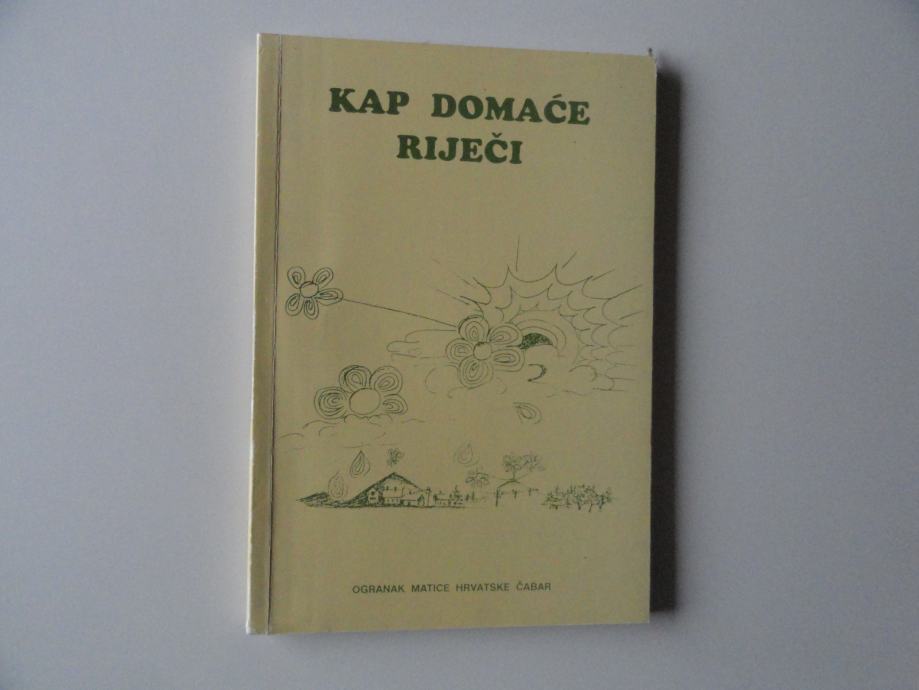 KAP DOMAĆE
RIJEČI
OGRANAK MATICE HRVATSKE ČABAR